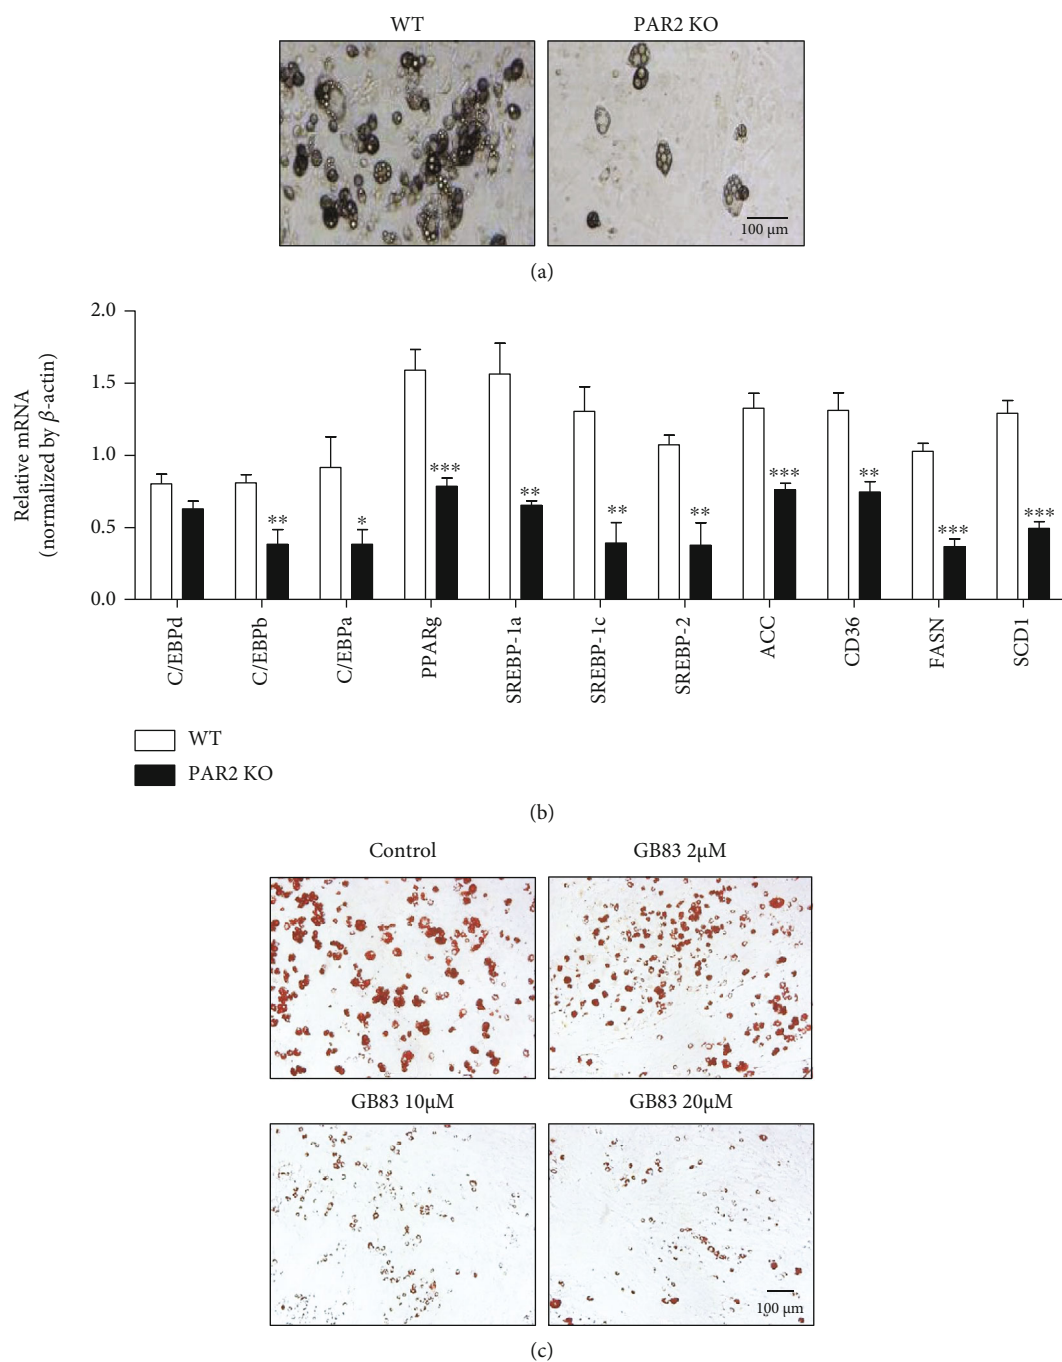 WT PAR2 KO
100 μm
(a)
Relative mRNA
(normalized by β-actin)
2.0
1.5
1.0
0.5
0.0
** * *** ** ** ** *** ** *** ***
C/EBPd C/EBPb C/EBPa PPARg SREBP-1a SREBP-1c SREBP-2 ACC CD36 FASN SCD1
WT
PAR2 KO
(b)
Control GB83 2μM
GB83 10μM GB83 20μM
100 μm
(c)